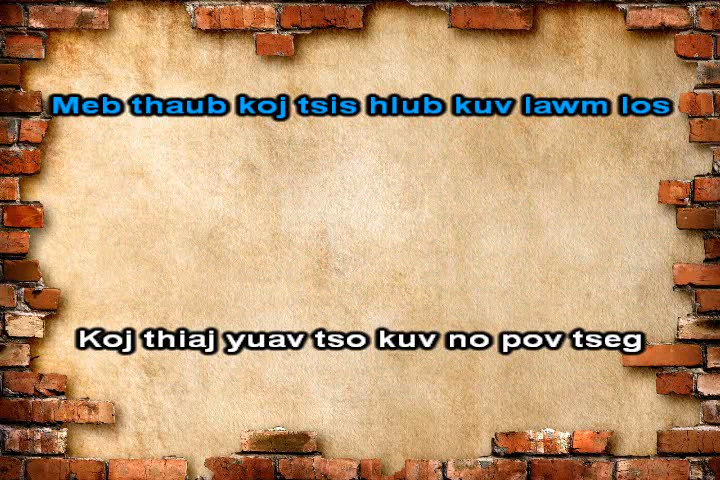 Meb thaub koj tsis hlub kuv lawm los
Koj thiaj yuav tso kuv no pov tseg